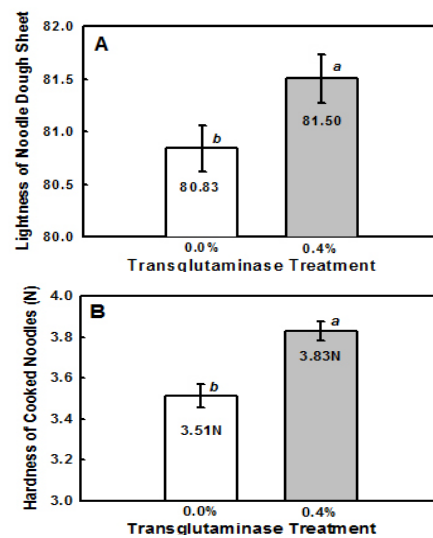 A
Lightness of Noodle Dough Sheet
82.0
81.5
81.0
80.5
80.0
b
a
80.83
81.50
0.0%
0.4%
Transglutaminase Treatment
B
Hardness of Cooked Noodles (N)
4.0
3.8
3.6
3.4
3.2
3.0
b
a
3.51N
3.83N
0.0%
0.4%
Transglutaminase Treatment